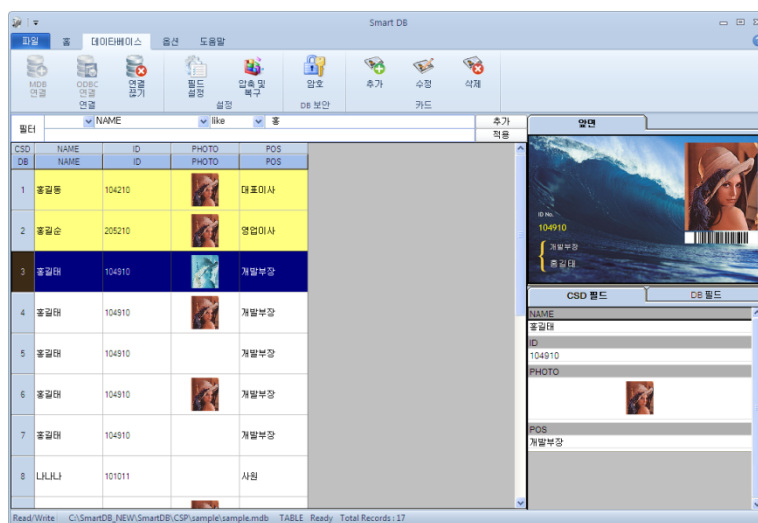 Smart DB
파일 홈 데이타베이스 옵션 도움말
MDB 연결 ODBC 연결 연결 끊기 필드 설정 압축 및 복구 암호 추가 수정 삭제
연결 설정 DB 보안 카드
필터 NAME like 홍 추가
적용
앞면
CSD NAME ID PHOTO POS
DB NAME ID PHOTO POS
1 홍길동 104210 대표이사
2 홍길순 205210 영업이사
3 홍길태 104910 개발부장
4 홍길태 104910 개발부장
5 홍길태 104910 개발부장
6 홍길태 104910 개발부장
7 홍길태 104910 개발부장
8 나나나 101011 사원
ID No.
104910
개발부장
홍길태
CSD 필드 DB 필드
NAME
홍길태
ID
104910
PHOTO
POS
개발부장
Read/Write C:\SmartDB_NEW\SmartDB\CSP\sample\sample.mdb TABLE Ready Total Records : 17